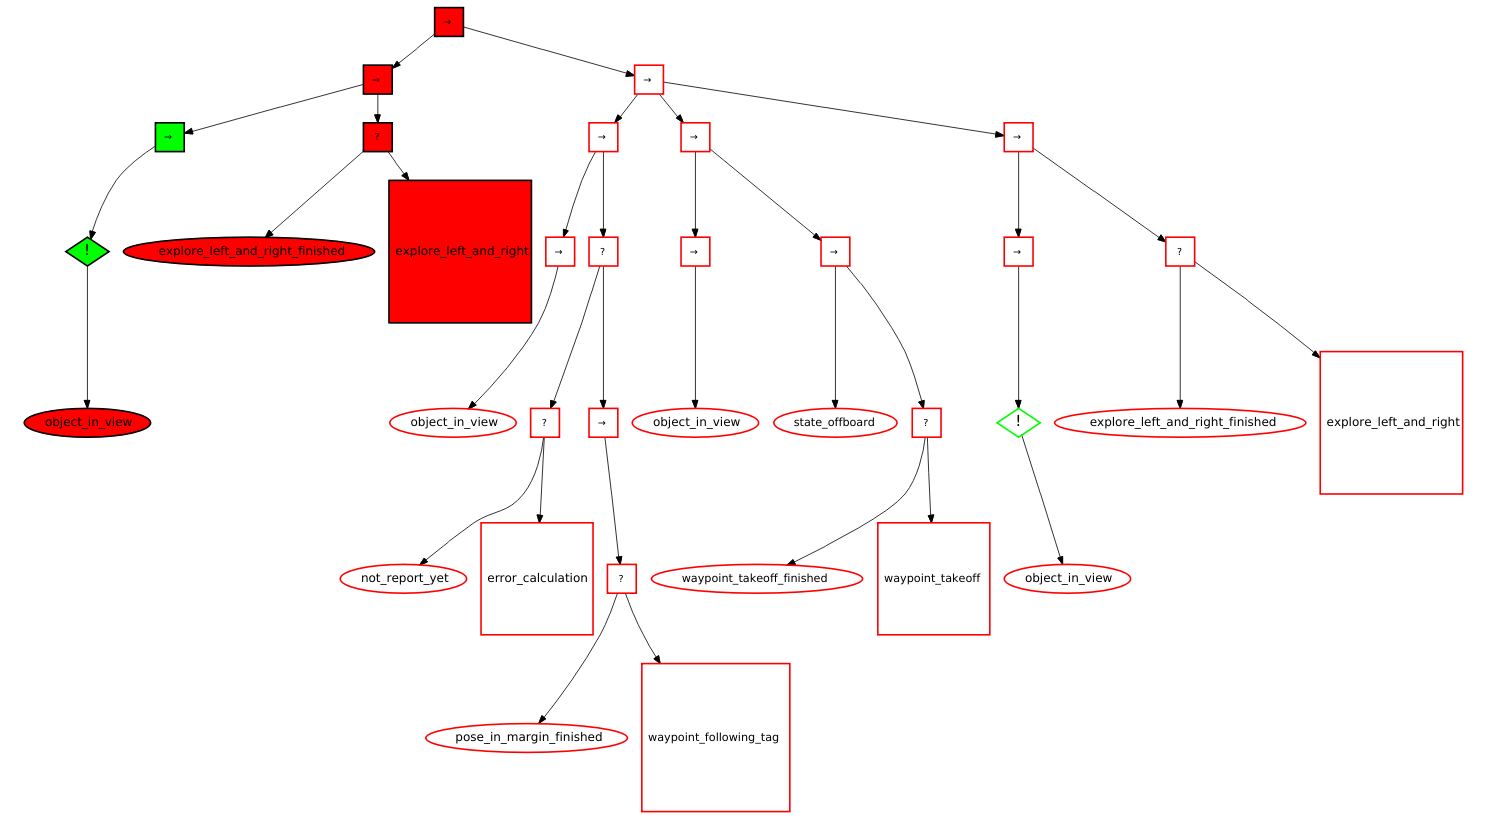 →
→
→
→
?
→
→
→
!
explore_left_and_right_finished
explore_left_and_right
→
?
→
→
→
?
object_in_view
object_in_view
?
→
object_in_view
state_offboard
?
!
explore_left_and_right_finished
explore_left_and_right
not_report_yet
error_calculation
?
waypoint_takeoff_finished
waypoint_takeoff
object_in_view
pose_in_margin_finished
waypoint_following_tag